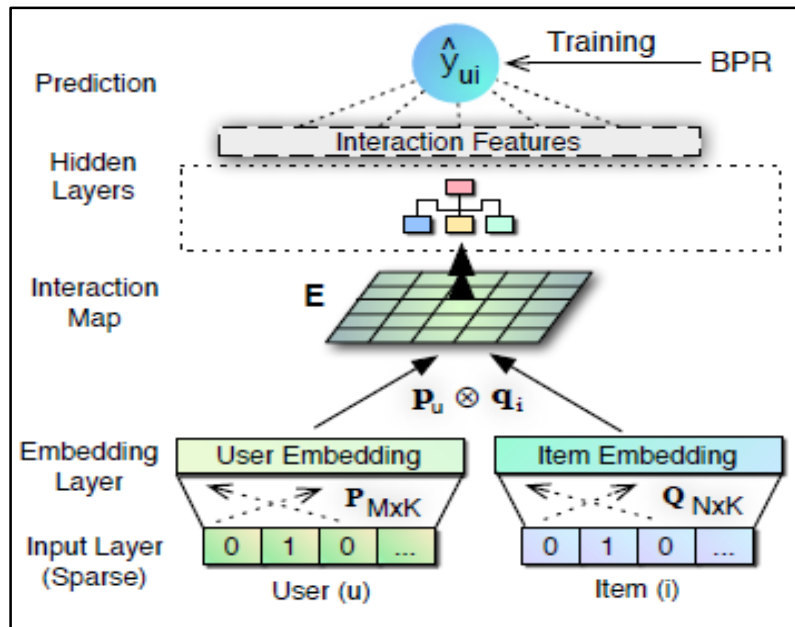 Prediction
ŷui
Training
BPR
Interaction Features
Hidden
Layers
Interaction
Map
E
pu ⊗ qi
Embedding
Layer
User Embedding
Item Embedding
PMxK
QNxK
Input Layer
(Sparse)
0 1 0 ...
0 1 0 ...
User (u)
Item (i)